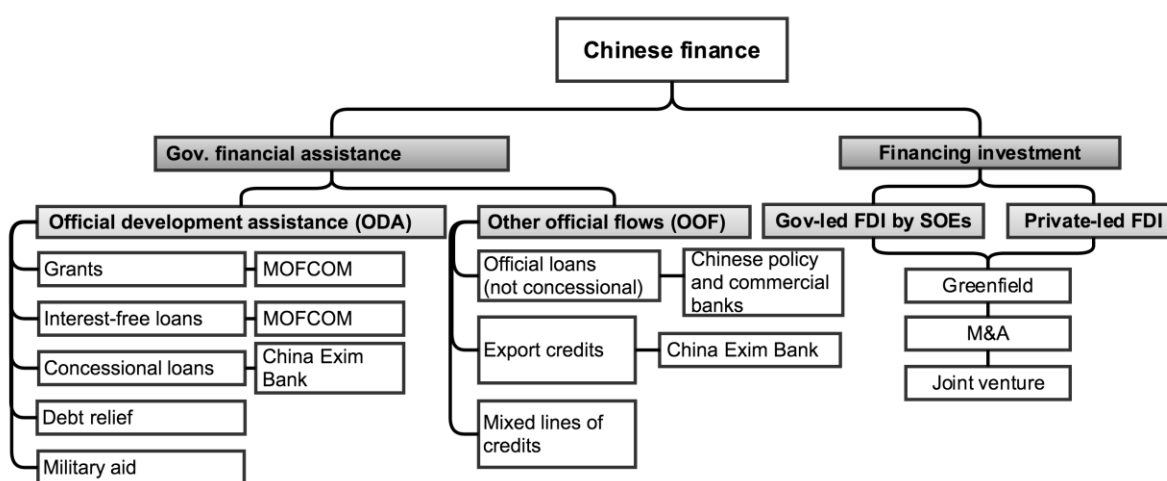 Chinese finance
Gov. financial assistance
Financing investment
Official development assistance (ODA)
Other official flows (OOF)
Gov-led FDI by SOEs
Private-led FDI
Grants
MOFCOM
Interest-free loans
MOFCOM
Concessional loans
China Exim
Bank
Debt relief
Military aid
Official loans
(not concessional)
Chinese policy
and commercial
banks
Export credits
China Exim Bank
Mixed lines of
credits
Greenfield
M&A
Joint venture